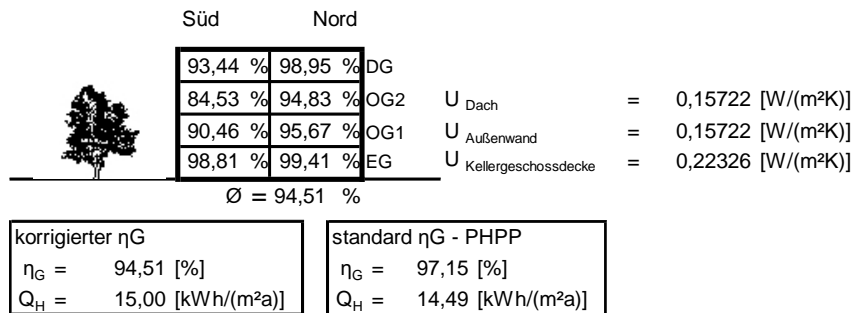 Süd Nord
93,44 % 98,95 % DG
84,53 % 94,83 % OG2 U Dach = 0,15722 [W/(m²K)]
90,46 % 95,67 % OG1 U Außenwand = 0,15722 [W/(m²K)]
98,81 % 99,41 % EG U Kellergeschossdecke = 0,22326 [W/(m²K)]
Ø = 94,51 %
korrigierter ηG
ηG = 94,51 [%]
QH = 15,00 [kWh/(m²a)]
standard ηG - PHPP
ηG = 97,15 [%]
QH = 14,49 [kWh/(m²a)]